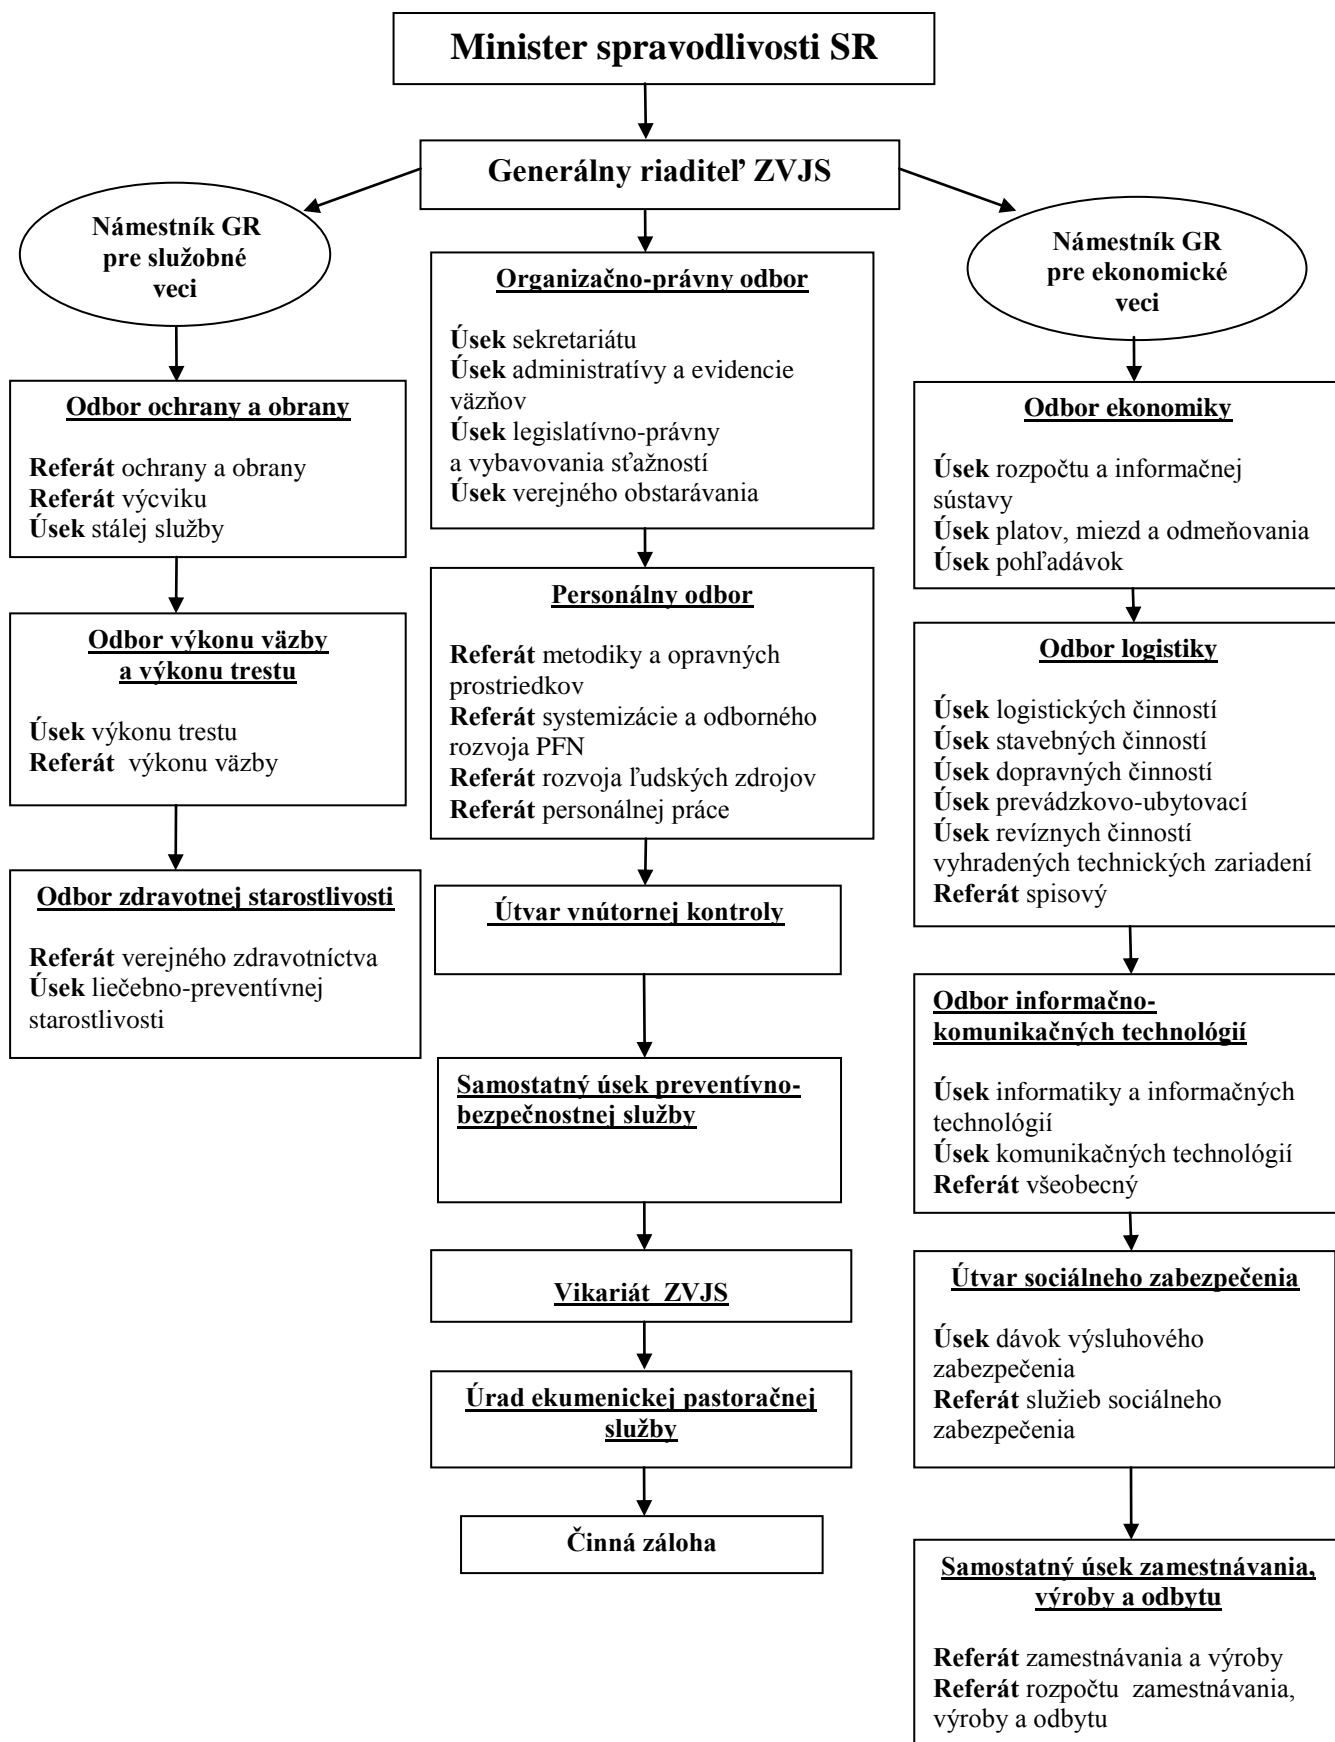 Minister spravodlivosti SR
Generálny riaditeľ ZVJS
Námestník GR
pre služobné
veci
Odbor ochrany a obrany
Referát ochrany a obrany
Referát výcviku
Úsek stálej služby
Odbor výkonu väzby
a výkonu trestu
Úsek výkonu trestu
Referát výkonu väzby
Odbor zdravotnej starostlivosti
Referát verejného zdravotníctva
Úsek liečebno-preventívnej
starostlivosti
Organizačno-právny odbor
Úsek sekretariátu
Úsek administratívy a evidencie
väzňov
Úsek legislatívno-právny
a vybavovania sťažností
Úsek verejného obstarávania
Personálny odbor
Referát metodiky a opravných
prostriedkov
Referát systemizácie a odborného
rozvoja PFN
Referát rozvoja ľudských zdrojov
Referát personálnej práce
Útvar vnútornej kontroly
Samostatný úsek preventívno-
bezpečnostnej služby
Vikariát ZVJS
Úrad ekumenickej pastoračnej
služby
Činná záloha
Námestník GR
pre ekonomické
veci
Odbor ekonomiky
Úsek rozpočtu a informačnej
sústavy
Úsek platov, miezd a odmeňovania
Úsek pohľadávok
Odbor logistiky
Úsek logistických činností
Úsek stavebných činností
Úsek dopravných činností
Úsek prevádzkovo-ubytovací
Úsek revíznych činností
vyhradených technických zariadení
Referát spisový
Odbor informačno-
komunikačných technológií
Úsek informatiky a informačných
technológií
Úsek komunikačných technológií
Referát všeobecný
Útvar sociálneho zabezpečenia
Úsek dávok výsluhového
zabezpečenia
Referát služieb sociálneho
zabezpečenia
Samostatný úsek zamestnávania,
výroby a odbytu
Referát zamestnávania a výroby
Referát rozpočtu zamestnávania,
výroby a odbytu